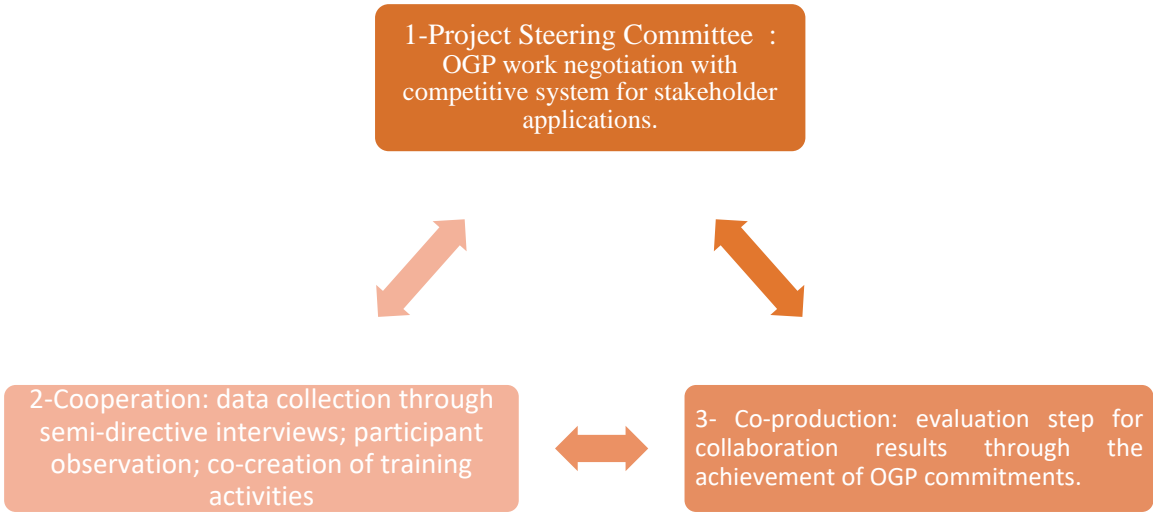 1-Project Steering Committee :
OGP work negotiation with
competitive system for stakeholder
applications.
2-Cooperation: data collection through
semi-directive interviews; participant
observation; co-creation of training
activities
3- Co-production: evaluation step for
collaboration results through the
achievement of OGP commitments.